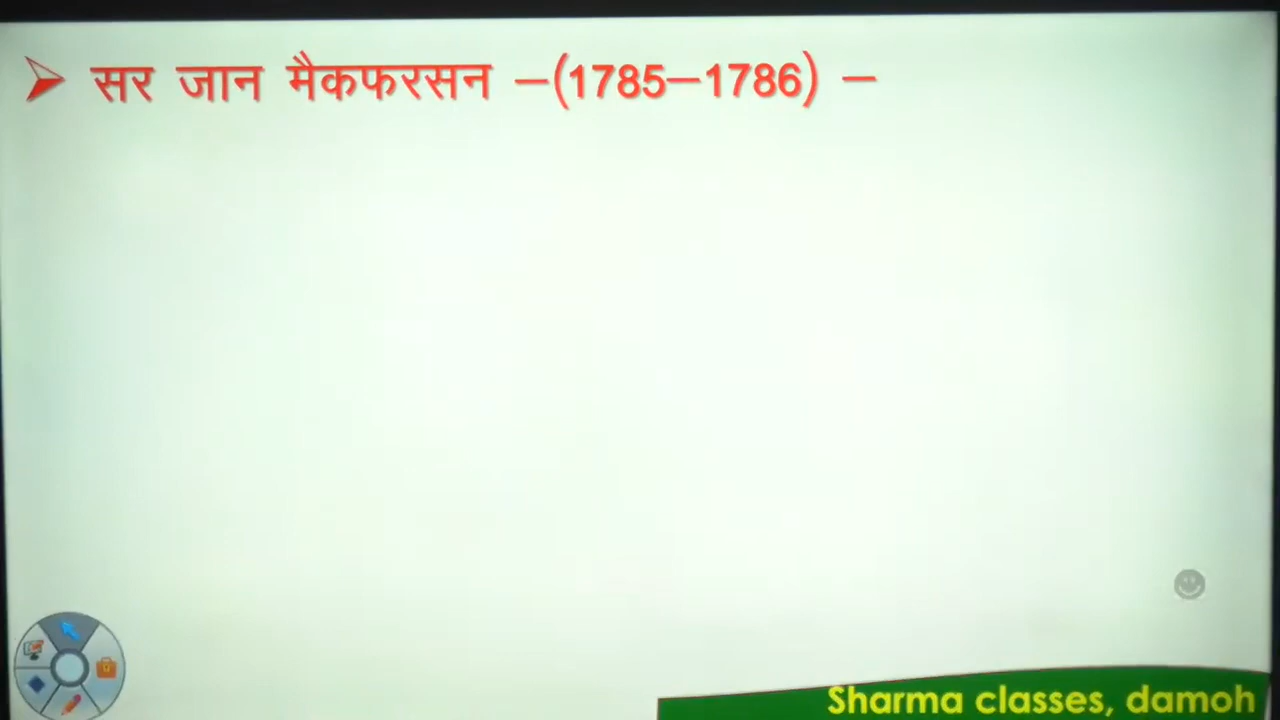 सर जान मैकफरसन –(1785–1786) –
Sharma classes, damoh